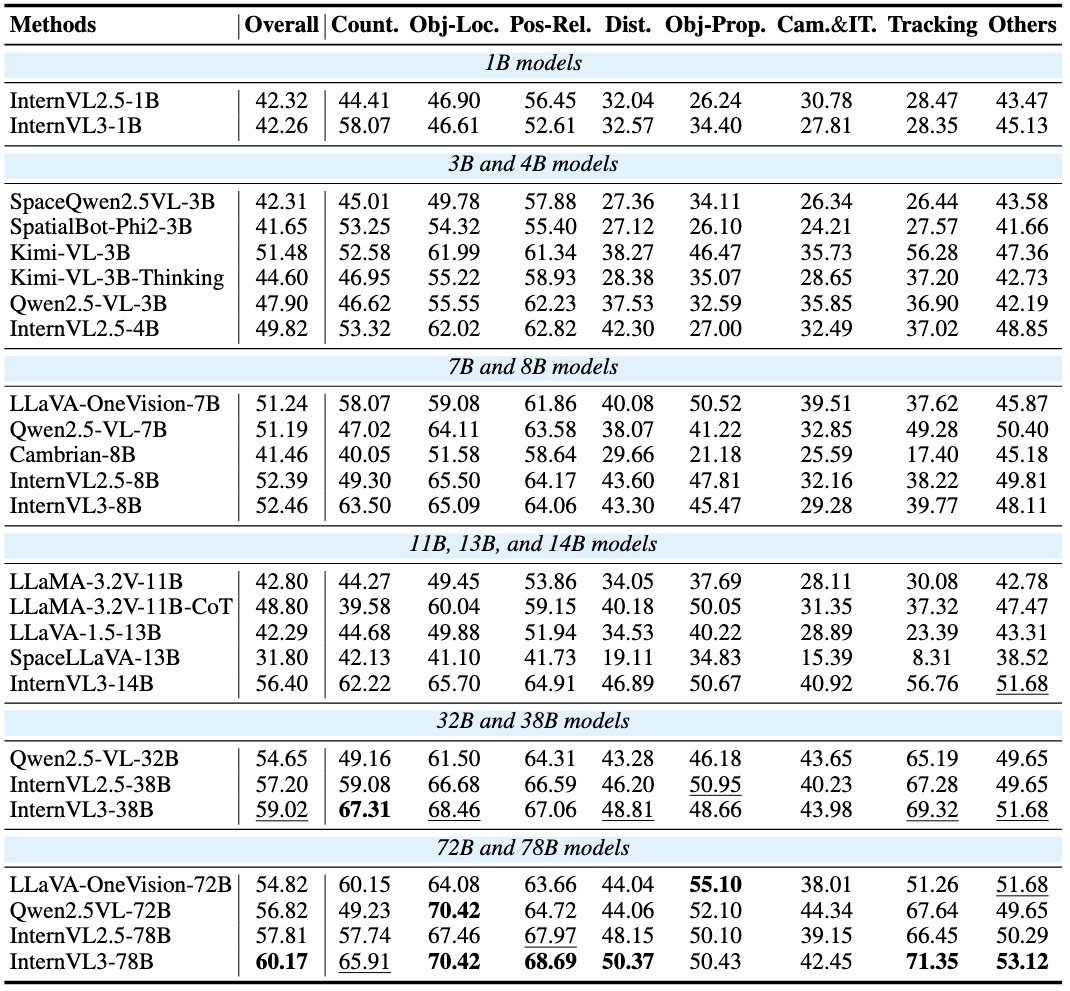 Methods Overall Count. Obj-Loc. Pos-Rel. Dist. Obj-Prop. Cam.&IT. Tracking Others
1B models
InternVL2.5-1B 42.32 44.41 46.90 56.45 32.04 26.24 30.78 28.47 43.47
InternVL3-1B 42.26 58.07 46.61 52.61 32.57 34.40 27.81 28.35 45.13
3B and 4B models
SpaceQwen2.5VL-3B 42.31 45.01 49.78 57.88 27.36 34.11 26.34 26.44 43.58
SpatialBot-Phi2-3B 41.65 53.25 54.32 55.40 27.12 26.10 24.21 27.57 41.66
Kimi-VL-3B 51.48 52.58 61.99 61.34 38.27 46.47 35.73 56.28 47.36
Kimi-VL-3B-Thinking 44.60 46.95 55.22 58.93 28.38 35.07 28.65 37.20 42.73
Qwen2.5-VL-3B 47.90 46.62 55.55 62.23 37.53 32.59 35.85 36.90 42.19
InternVL2.5-4B 49.82 53.32 62.02 62.82 42.30 27.00 32.49 37.02 48.85
7B and 8B models
LLaVA-OneVision-7B 51.24 58.07 59.08 61.86 40.08 50.52 39.51 37.62 45.87
Qwen2.5-VL-7B 51.19 47.02 64.11 63.58 38.07 41.22 32.85 49.28 50.40
Cambrian-8B 41.46 40.05 51.58 58.64 29.66 21.18 25.59 17.40 45.18
InternVL2.5-8B 52.39 49.30 65.50 64.17 43.60 47.81 32.16 38.22 49.81
InternVL3-8B 52.46 63.50 65.09 64.06 43.30 45.47 29.28 39.77 48.11
11B, 13B, and 14B models
LLaMA-3.2V-11B 42.80 44.27 49.45 53.86 34.05 37.69 28.11 30.08 42.78
LLaMA-3.2V-11B-CoT 48.80 39.58 60.04 59.15 40.18 50.05 31.35 37.32 47.47
LLaVA-1.5-13B 42.29 44.68 49.88 51.94 34.53 40.22 28.89 23.39 43.31
SpaceLLaVA-13B 31.80 42.13 41.10 41.73 19.11 34.83 15.39 8.31 38.52
InternVL3-14B 56.40 62.22 65.70 64.91 46.89 50.67 40.92 56.76 51.68
32B and 38B models
Qwen2.5-VL-32B 54.65 49.16 61.50 64.31 43.28 46.18 43.65 65.19 49.65
InternVL2.5-38B 57.20 59.08 66.68 66.59 46.20 50.95 40.23 67.28 49.65
InternVL3-38B 59.02 67.31 68.46 67.06 48.81 48.66 43.98 69.32 51.68
72B and 78B models
LLaVA-OneVision-72B 54.82 60.15 64.08 63.66 44.04 55.10 38.01 51.26 51.68
Qwen2.5VL-72B 56.82 49.23 70.42 64.72 44.06 52.10 44.34 67.64 49.65
InternVL2.5-78B 57.81 57.74 67.46 67.97 48.15 50.10 39.15 66.45 50.29
InternVL3-78B 60.17 65.91 70.42 68.69 50.37 50.43 42.45 71.35 53.12